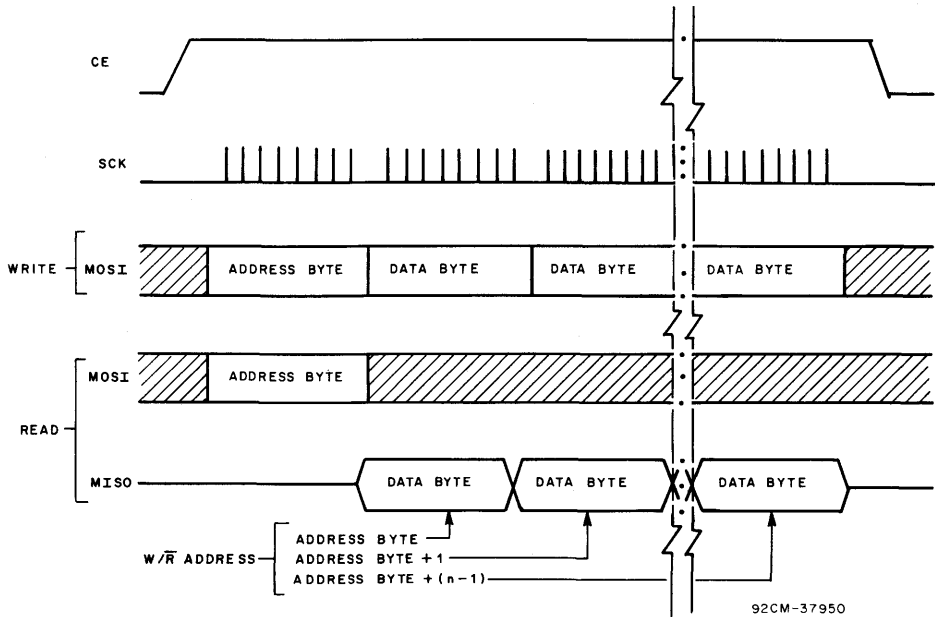 CE
SCK
WRITE
MOSI
ADDRESS BYTE
DATA BYTE
DATA BYTE
DATA BYTE
READ
MOSI
ADDRESS BYTE
MISO
DATA BYTE
DATA BYTE
DATA BYTE
W/R̅ ADDRESS
ADDRESS BYTE
ADDRESS BYTE +1
ADDRESS BYTE +(n-1)
92CM-37950